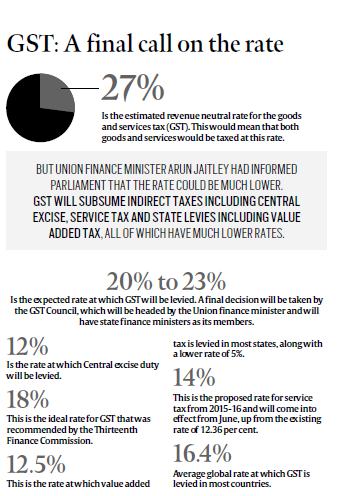 GST: A final call on the rate
27%
Is the estimated revenue neutral rate for the goods
and services tax (GST). This would mean that both
goods and services would be taxed at this rate.
BUT UNION FINANCE MINISTER ARUN JAITLEY HAD INFORMED
PARLIAMENT THAT THE RATE COULD BE MUCH LOWER.
GST WILL SUBSUME INDIRECT TAXES INCLUDING CENTRAL
EXCISE, SERVICE TAX AND STATE LEVIES INCLUDING VALUE
ADDED TAX, ALL OF WHICH HAVE MUCH LOWER RATES.
20% to 23%
Is the expected rate at which GST will be levied. A final decision will be taken by
the GST Council, which will be headed by the Union finance minister and will
have state finance ministers as its members.
12%
Is the rate at which Central excise duty
will be levied.
18%
This is the ideal rate for GST that was
recommended by the Thirteenth
Finance Commission.
12.5%
This is the rate at which value added
tax is levied in most states, along with
a lower rate of 5%.
14%
This is the proposed rate for service
tax from 2015-16 and will come into
effect from June, up from the existing
rate of 12.36 per cent.
16.4%
Average global rate at which GST is
levied in most countries.